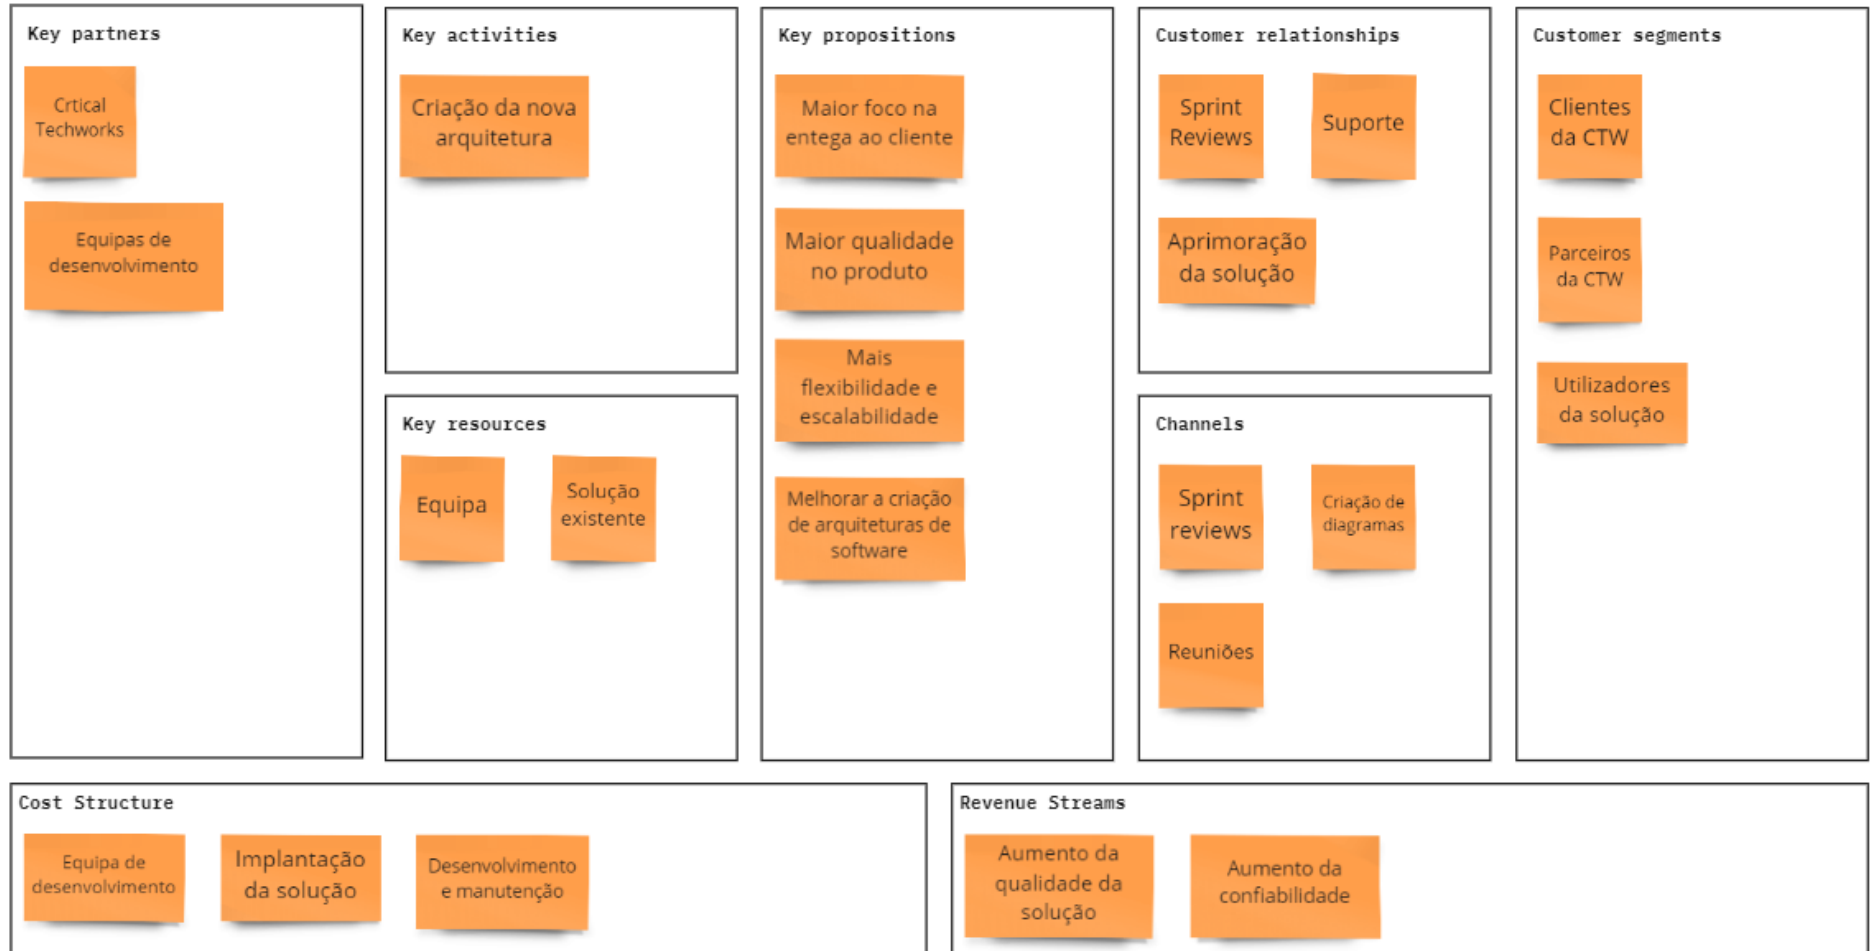 Key partners
Crtical
Techworks
Equipas de
desenvolvimento
Key activities
Criação da nova
arquitetura
Key resources
Equipa
Solução
existente
Key propositions
Maior foco na
entega ao cliente
Maior qualidade
no produto
Mais
flexibilidade e
escalabilidade
Melhorar a criação
de arquiteturas de
software
Customer relationships
Sprint
Reviews
Suporte
Aprimoração
da solução
Channels
Sprint
reviews
Criação de
diagramas
Reuniões
Customer segments
Clientes
da CTW
Parceiros
da CTW
Utilizadores
da solução
Cost Structure
Equipa de
desenvolvimento
Implantação
da solução
Desenvolvimento
e manutenção
Revenue Streams
Aumento da
qualidade da
solução
Aumento da
confiabilidade